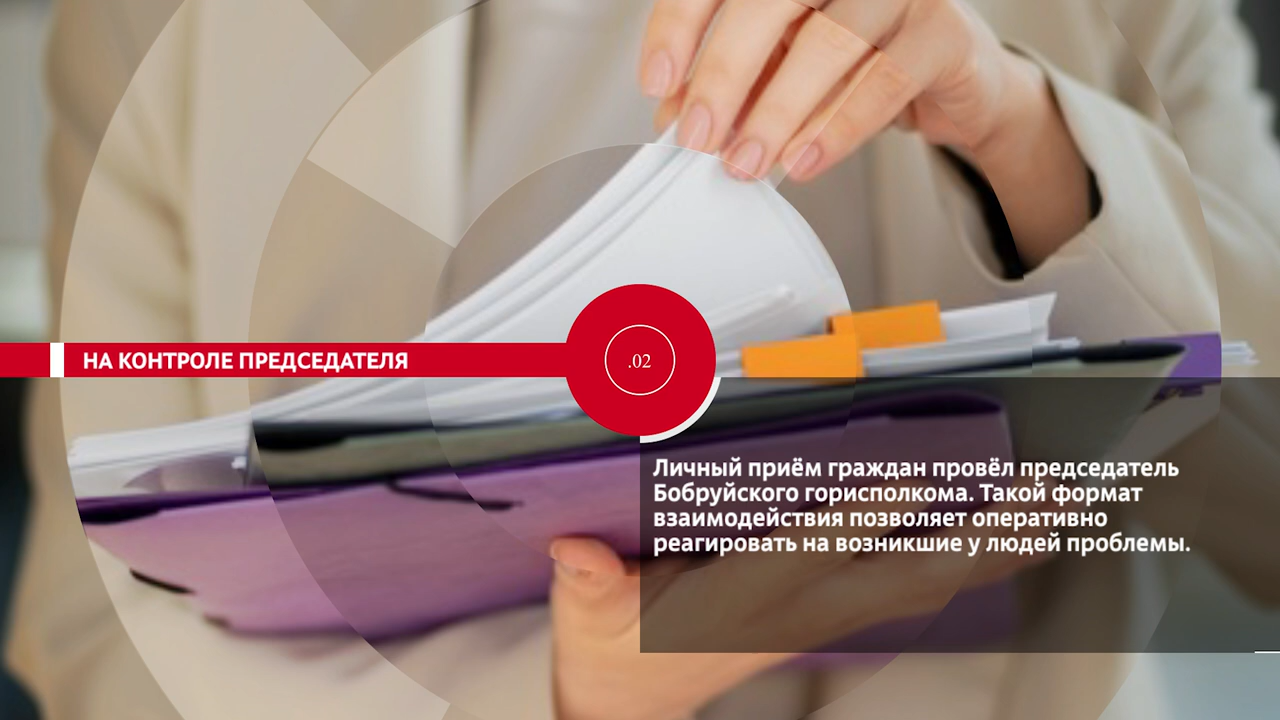 НА КОНТРОЛЕ ПРЕДСЕДАТЕЛЯ
.02
Личный приём граждан провёл председатель
Бобруйского горисполкома. Такой формат
взаимодействия позволяет оперативно
реагировать на возникшие у людей проблемы.